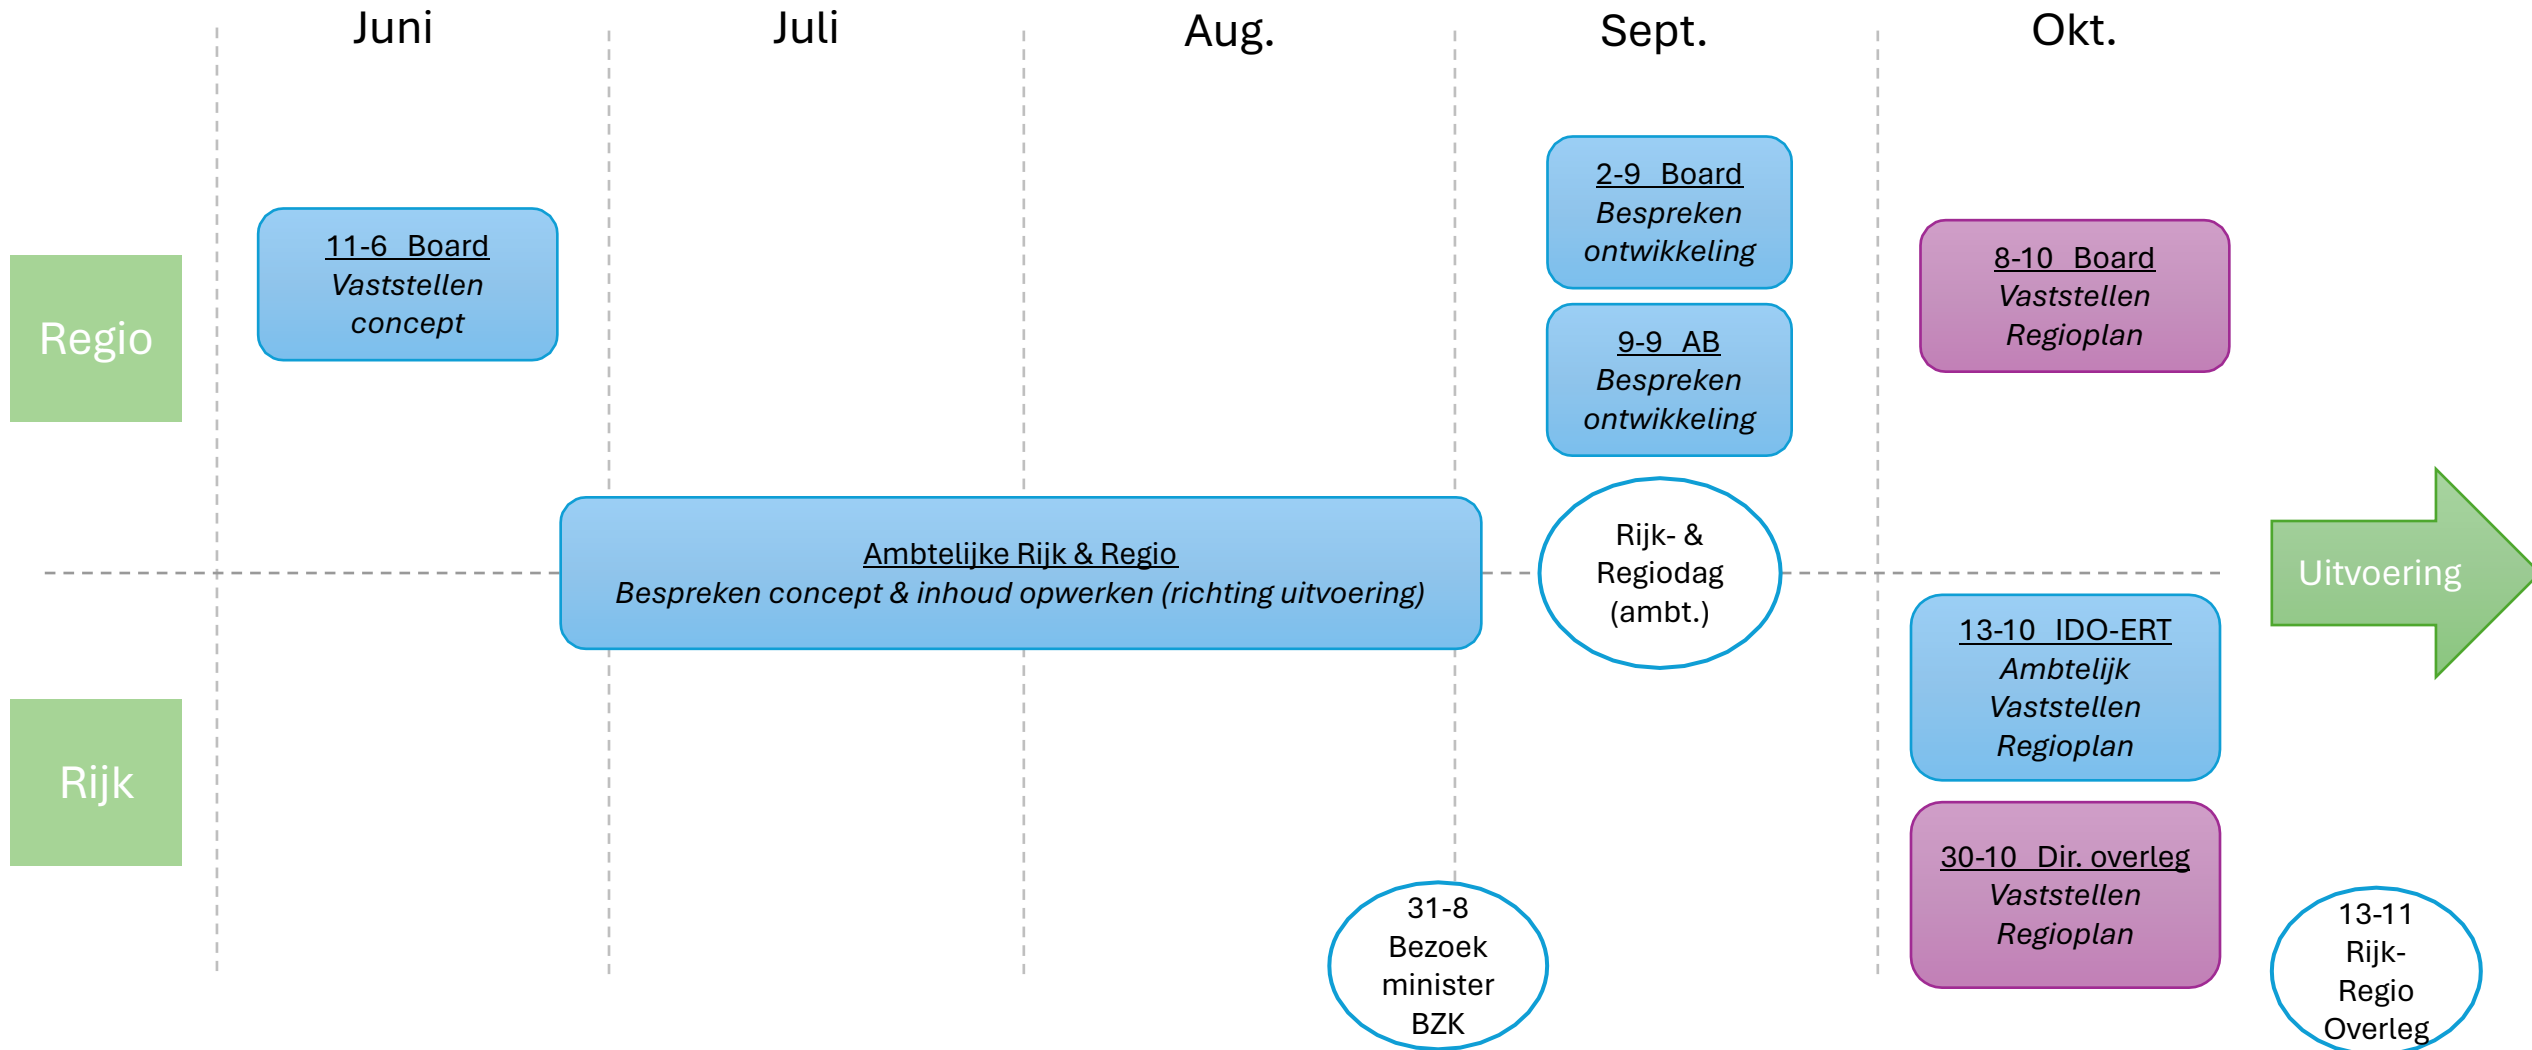 Juni
Juli
Aug.
Sept.
Okt.
Regio
11-6 Board
Vaststellen
concept
2-9 Board
Bespreken
ontwikkeling
9-9 AB
Bespreken
ontwikkeling
8-10 Board
Vaststellen
Regioplan
Ambtelijke Rijk & Regio
Bespreken concept & inhoud opwerken (richting uitvoering)
Rijk- &
Regiodag
(ambt.)
Uitvoering
Rijk
13-10 IDO-ERT
Ambtelijk
Vaststellen
Regioplan
30-10 Dir. overleg
Vaststellen
Regioplan
31-8
Bezoek
minister
BZK
13-11
Rijk-
Regio
Overleg